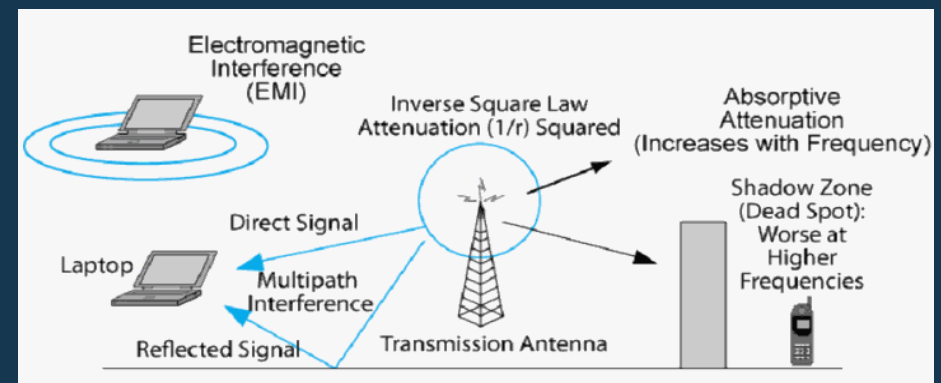 Electromagnetic
Interference
(EMI)
Inverse Square Law
Attenuation (1/r) Squared
Absorptive
Attenuation
(Increases with Frequency)
Shadow Zone
(Dead Spot):
Worse at
Higher
Frequencies
Direct Signal
Laptop
Multipath
Interference
Reflected Signal
Transmission Antenna